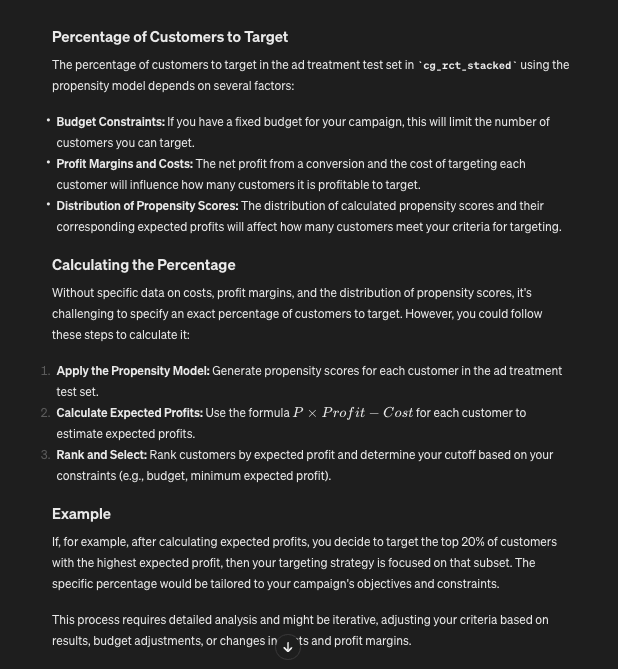 Percentage of Customers to Target
The percentage of customers to target in the ad treatment test set in `cg_rct_stacked` using the
propensity model depends on several factors:
• Budget Constraints: If you have a fixed budget for your campaign, this will limit the number of
customers you can target.
• Profit Margins and Costs: The net profit from a conversion and the cost of targeting each
customer will influence how many customers it is profitable to target.
• Distribution of Propensity Scores: The distribution of calculated propensity scores and their
corresponding expected profits will affect how many customers meet your criteria for targeting.
Calculating the Percentage
Without specific data on costs, profit margins, and the distribution of propensity scores, it's
challenging to specify an exact percentage of customers to target. However, you could follow
these steps to calculate it:
1. Apply the Propensity Model: Generate propensity scores for each customer in the ad treatment
test set.
2. Calculate Expected Profits: Use the formula P × Profit − Cost for each customer to
estimate expected profits.
3. Rank and Select: Rank customers by expected profit and determine your cutoff based on your
constraints (e.g., budget, minimum expected profit).
Example
If, for example, after calculating expected profits, you decide to target the top 20% of customers
with the highest expected profit, then your targeting strategy is focused on that subset. The
specific percentage would be tailored to your campaign's objectives and constraints.
This process requires detailed analysis and might be iterative, adjusting your criteria based on
results, budget adjustments, or changes in and profit margins.